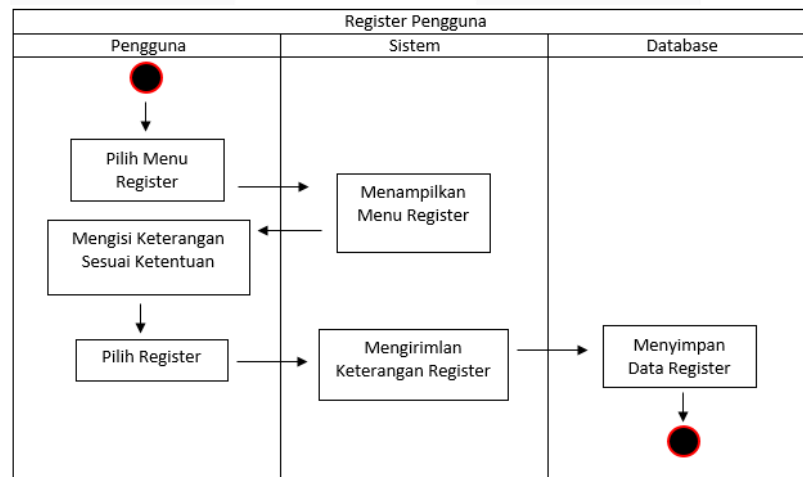 Register Pengguna
Pengguna
Sistem
Database
Pilih Menu
Register
Menampilkan
Menu Register
Mengisi Keterangan
Sesuai Ketentuan
Pilih Register
Mengirimlan
Keterangan Register
Menyimpan
Data Register